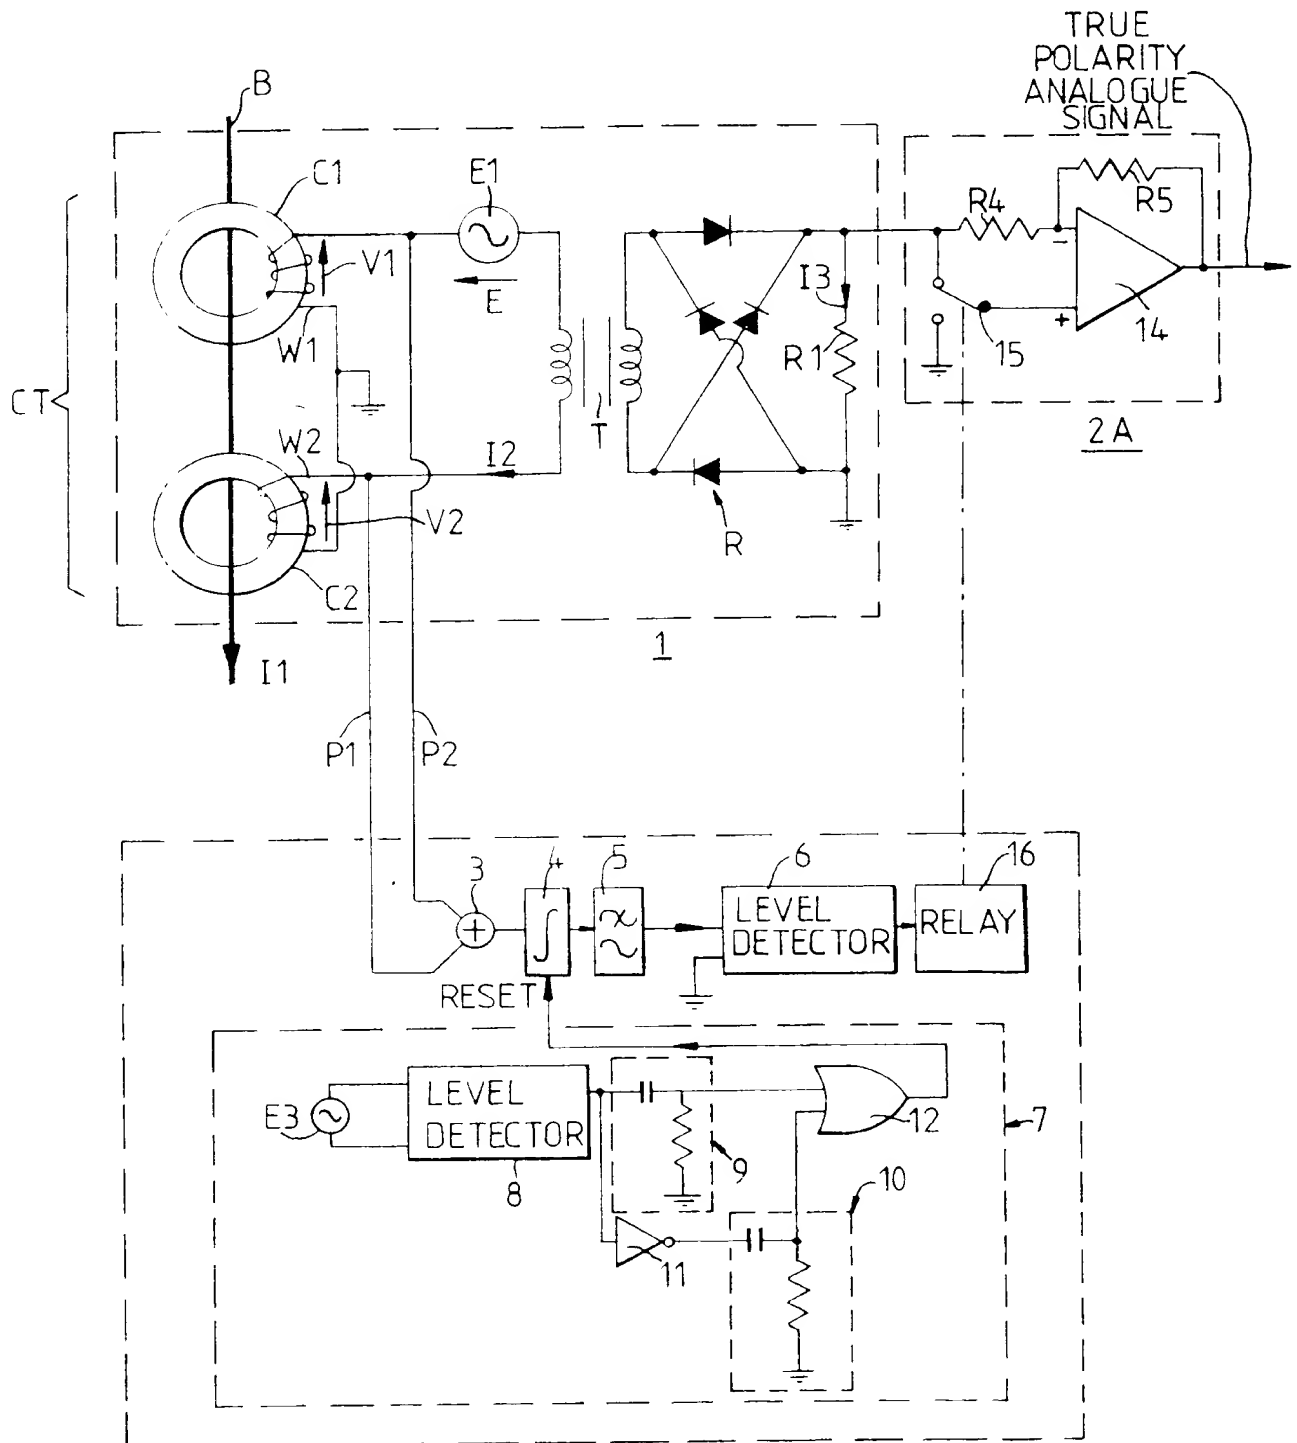 TRUE
POLARITY
ANALOGUE
SIGNAL
B
C1
E1
R4
R5
V1
E
I3
14
15
W1
R1
CT
T
2A
W2
I2
V2
R
C2
1
I1
P1
P2
3
4
5
6
16
LEVEL
DETECTOR
RELAY
RESET
E3
LEVEL
DETECTOR
8
9
12
7
10
11
+
−
+